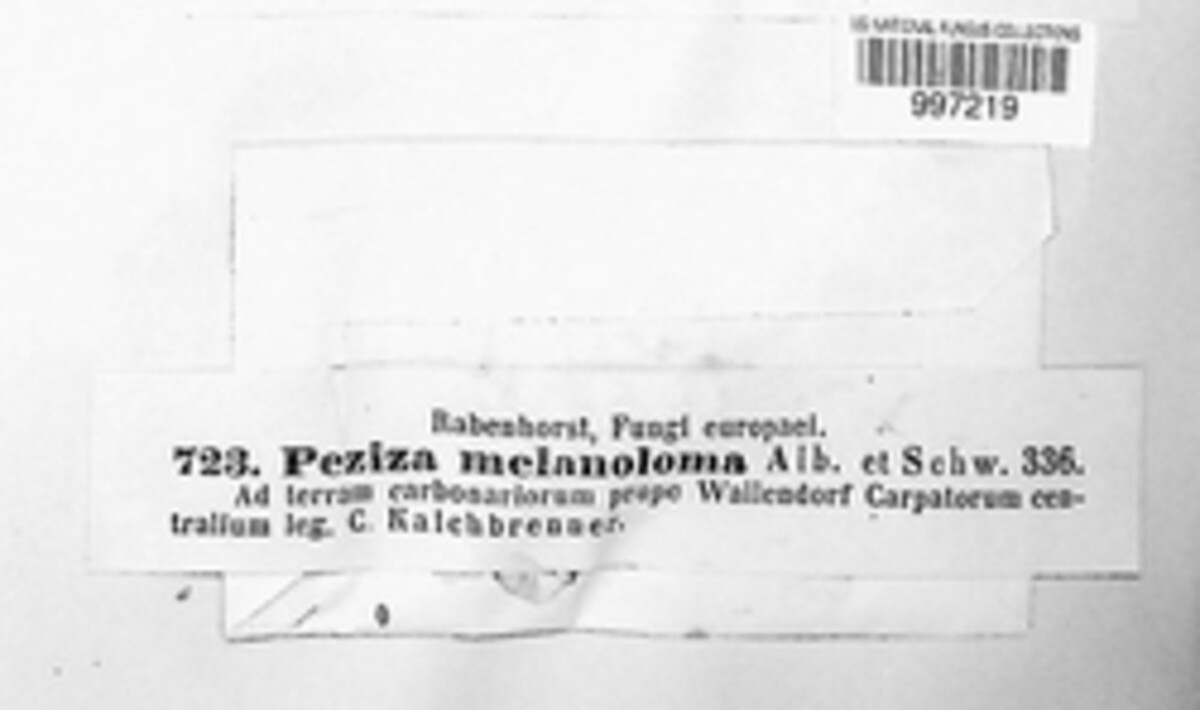 US NATIONAL FUNGUS COLLECTIONS
997219
Rabenhorst, Fungi europaei.
723. Peziza melanoloma Alb. et Schw. 336.
Ad terram carbonariorum prope Wallendorf Carpatorum cen-
tralium leg. C. Kalchbrenner.